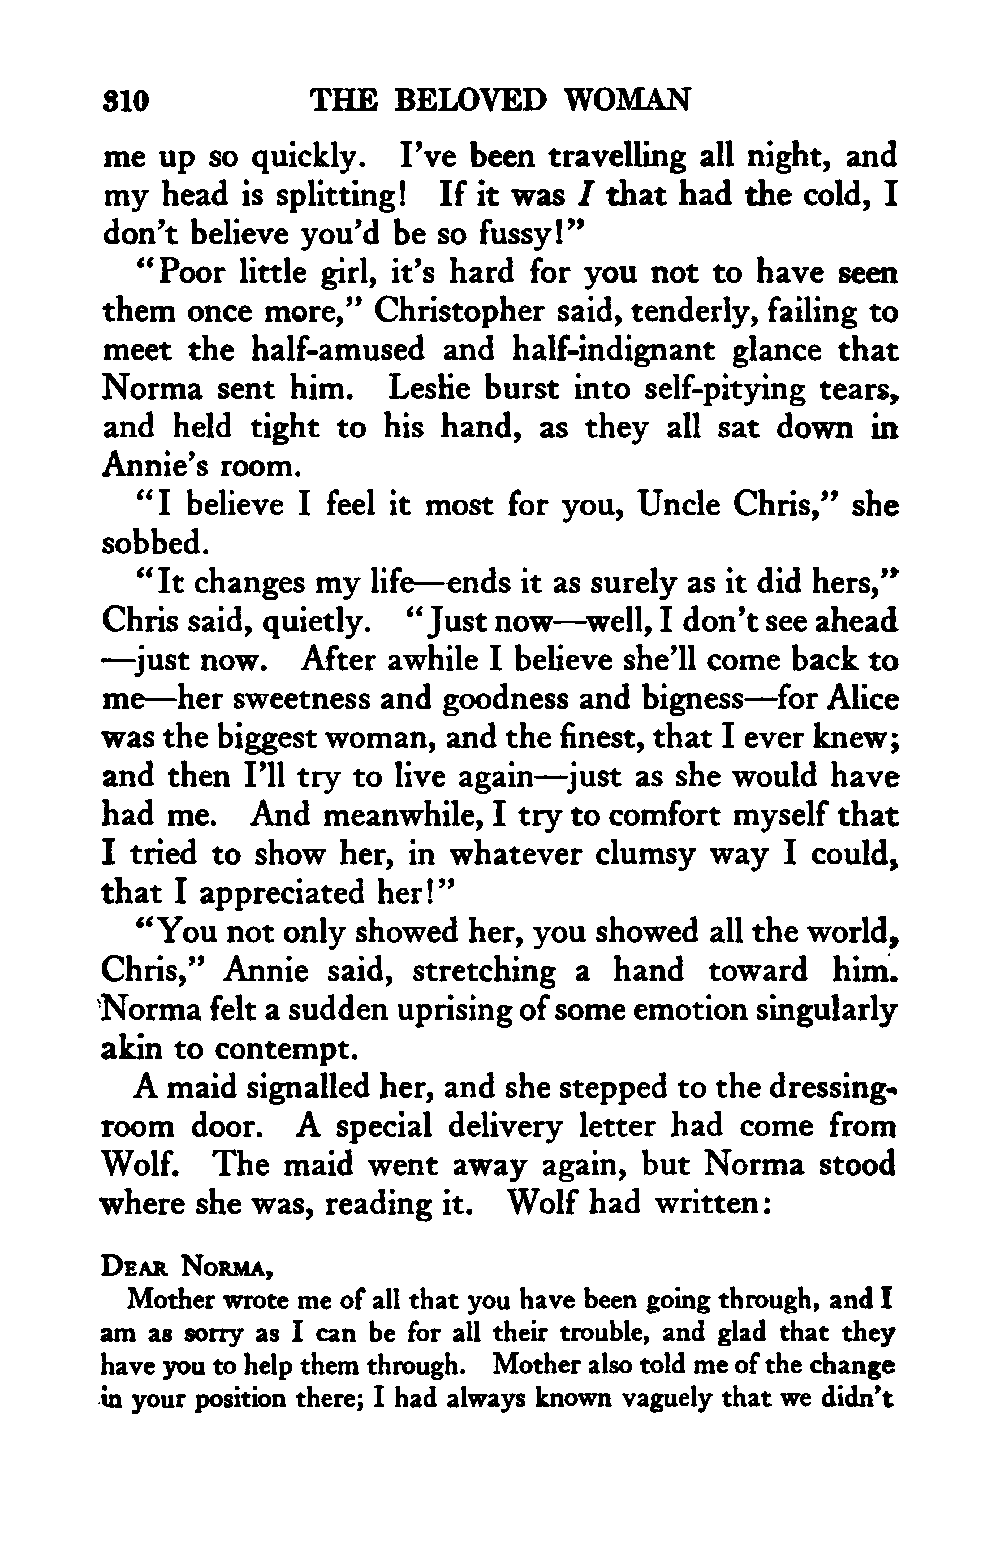 310 THE BELOVED WOMAN
me up so quickly. I've been travelling all night, and
my head is splitting! If it was I that had the cold, I
don't believe you'd be so fussy!"
"Poor little girl, it's hard for you not to have seen
them once more," Christopher said, tenderly, failing to
meet the half-amused and half-indignant glance that
Norma sent him. Leslie burst into self-pitying tears,
and held tight to his hand, as they all sat down in
Annie's room.
"I believe I feel it most for you, Uncle Chris," she
sobbed.
"It changes my life—ends it as surely as it did hers,"
Chris said, quietly. "Just now—well, I don't see ahead
—just now. After awhile I believe she'll come back to
me—her sweetness and goodness and bigness—for Alice
was the biggest woman, and the finest, that I ever knew;
and then I'll try to live again—just as she would have
had me. And meanwhile, I try to comfort myself that
I tried to show her, in whatever clumsy way I could,
that I appreciated her!"
"You not only showed her, you showed all the world,
Chris," Annie said, stretching a hand toward him.
Norma felt a sudden uprising of some emotion singularly
akin to contempt.
A maid signalled her, and she stepped to the dressing-
room door. A special delivery letter had come from
Wolf. The maid went away again, but Norma stood
where she was, reading it. Wolf had written:
DEAR NORMA,
Mother wrote me of all that you have been going through, and I
am as sorry as I can be for all their trouble, and glad that they
have you to help them through. Mother also told me of the change
in your position there; I had always known vaguely that we didn't